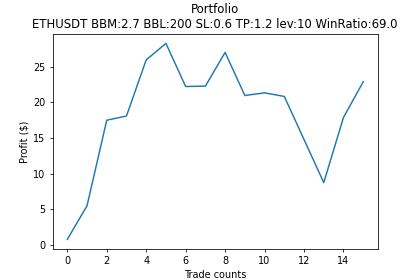 Portfolio
ETHUSDT BBM:2.7 BBL:200 SL:0.6 TP:1.2 lev:10 WinRatio:69.0
25
20
15
10
5
0
Profit ($)
0 2 4 6 8 10 12 14
Trade counts